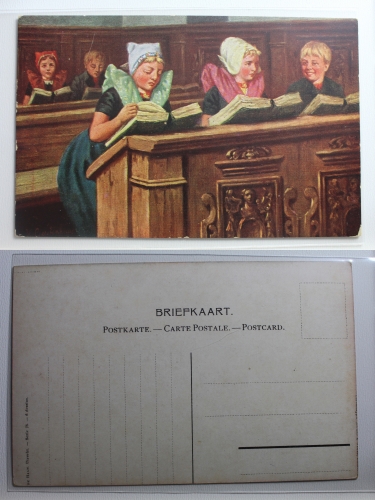 BRIEFKAART.
POSTKARTE. — CARTE POSTALE. — POSTCARD.